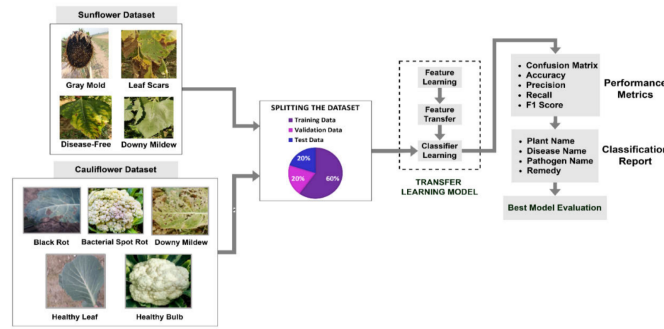 Sunflower Dataset
Gray Mold
Leaf Scars
Disease-Free
Downy Mildew
Cauliflower Dataset
Black Rot
Bacterial Spot Rot
Downy Mildew
Healthy Leaf
Healthy Bulb
SPLITTING THE DATASET
Training Data
Validation Data
Test Data
20%
20%
60%
Feature
Learning
Feature
Transfer
Classifier
Learning
TRANSFER
LEARNING MODEL
• Confusion Matrix
• Accuracy
• Precision
• Recall
• F1 Score
Performance
Metrics
• Plant Name
• Disease Name
• Pathogen Name
• Remedy
Classification
Report
Best Model Evaluation